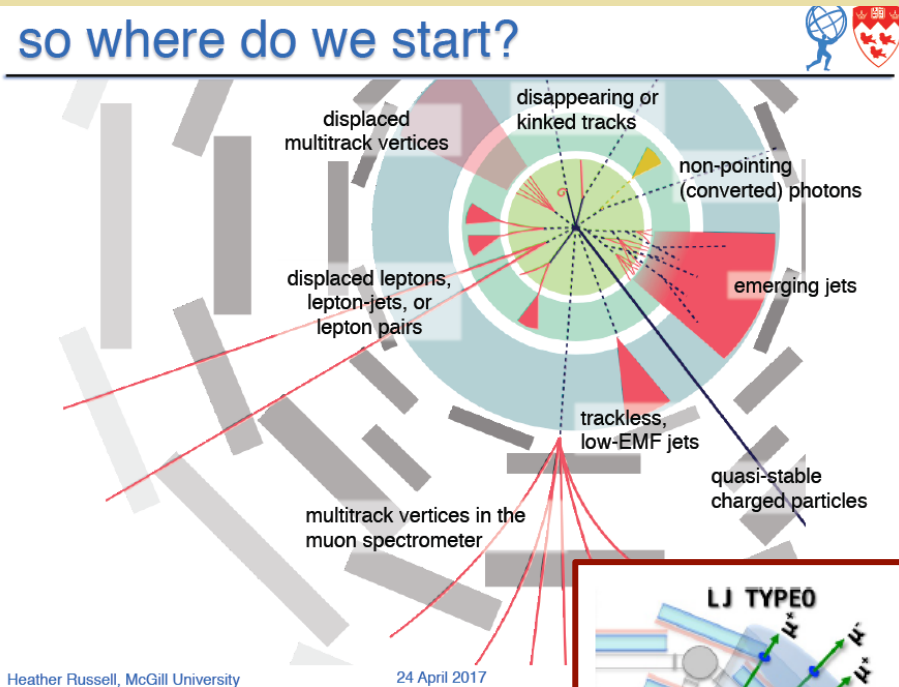 so where do we start?
disappearing or
kinked tracks
displaced
multitrack vertices
non-pointing
(converted) photons
displaced leptons,
lepton-jets, or
lepton pairs
emerging jets
trackless,
low-EMF jets
quasi-stable
charged particles
multitrack vertices in the
muon spectrometer
LJ TYPE0
μ⁺
μ⁻
μ⁺
Heather Russell, McGill University
24 April 2017